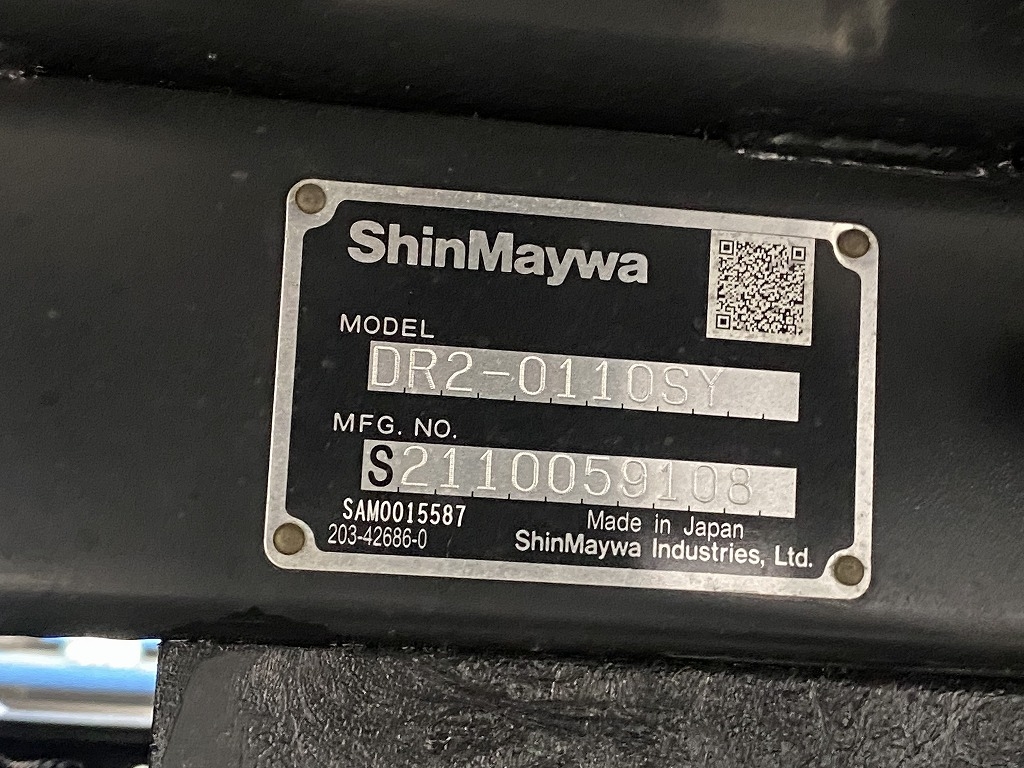 ShinMaywa
MODEL
DR2-0110SY
MFG. NO.
S2110059108
SAM0015587
203-42686-0
Made in Japan
ShinMaywa Industries, Ltd.